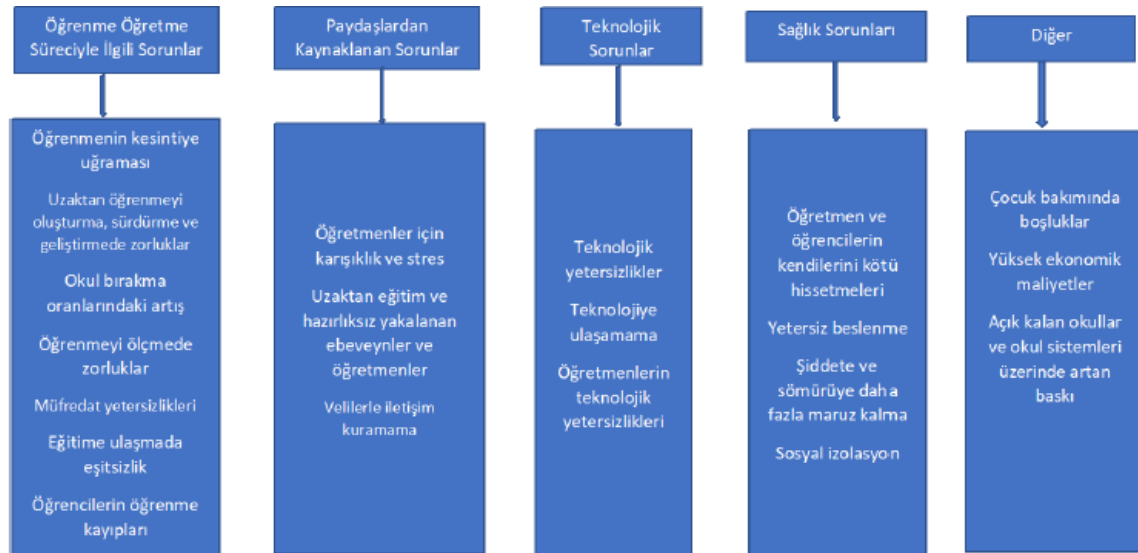 Öğrenme Öğretme
Süreciyle İlgili Sorunlar
Öğrenmenin kesintiye
uğraması
Uzaktan öğrenmeyi
oluşturma, sürdürme ve
geliştirmede zorluklar
Okul bırakma
oranlarındaki artış
Öğrenmeyi ölçmede
zorluklar
Müfredat yetersizlikleri
Eğitime ulaşmada
eşitsizlik
Öğrencilerin öğrenme
kayıpları
Paydaşlardan
Kaynaklanan Sorunlar
Öğretmenler için
karışıklık ve stres
Uzaktan eğitim ve
hazırlıksız yakalanan
ebeveynler ve
öğretmenler
Velilerle iletişim
kuramama
Teknolojik
Sorunlar
Teknolojik
yetersizlikler
Teknolojiye
ulaşamama
Öğretmenlerin
teknolojik
yetersizlikleri
Sağlık Sorunları
Öğretmen ve
öğrencilerin
kendilerini kötü
hissetmeleri
Yetersiz beslenme
Şiddete ve
sömürüye daha
fazla maruz kalma
Sosyal izolasyon
Diğer
Çocuk bakımında
boşluklar
Yüksek ekonomik
maliyetler
Açık kalan okullar
ve okul sistemleri
üzerinde artan
baskı